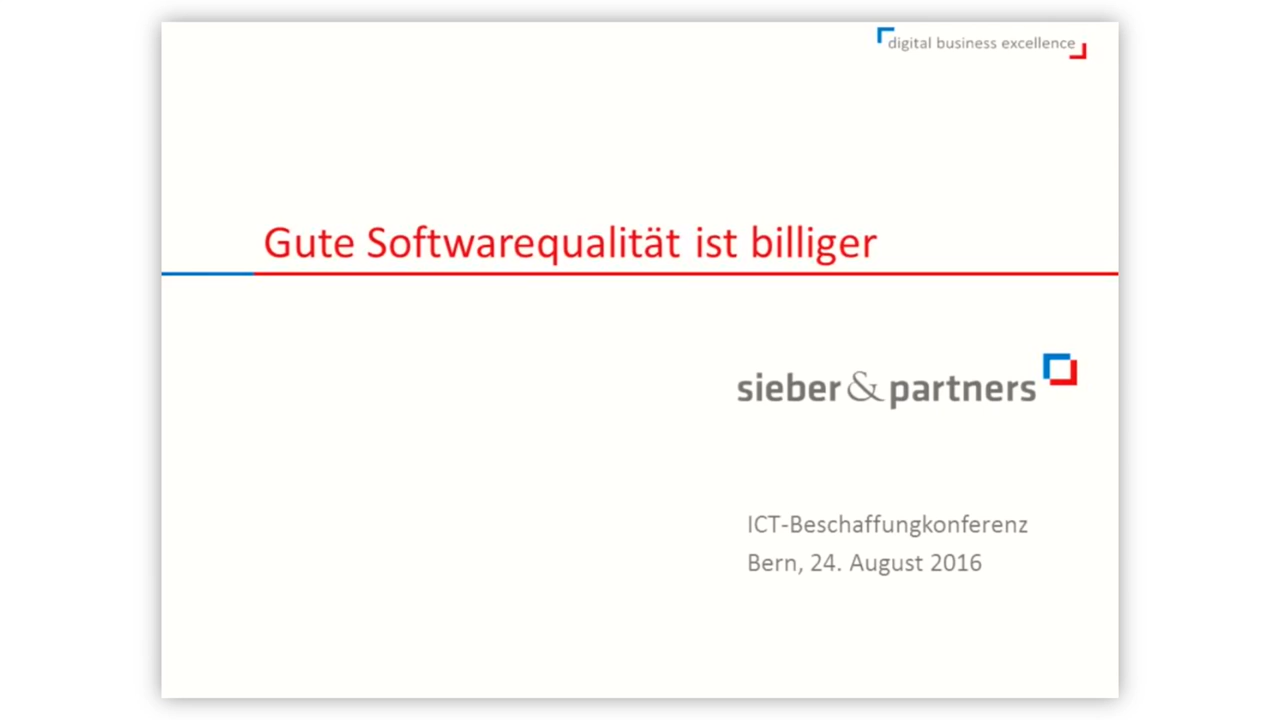 digital business excellence
Gute Softwarequalität ist billiger
sieber & partners
ICT-Beschaffungkonferenz
Bern, 24. August 2016